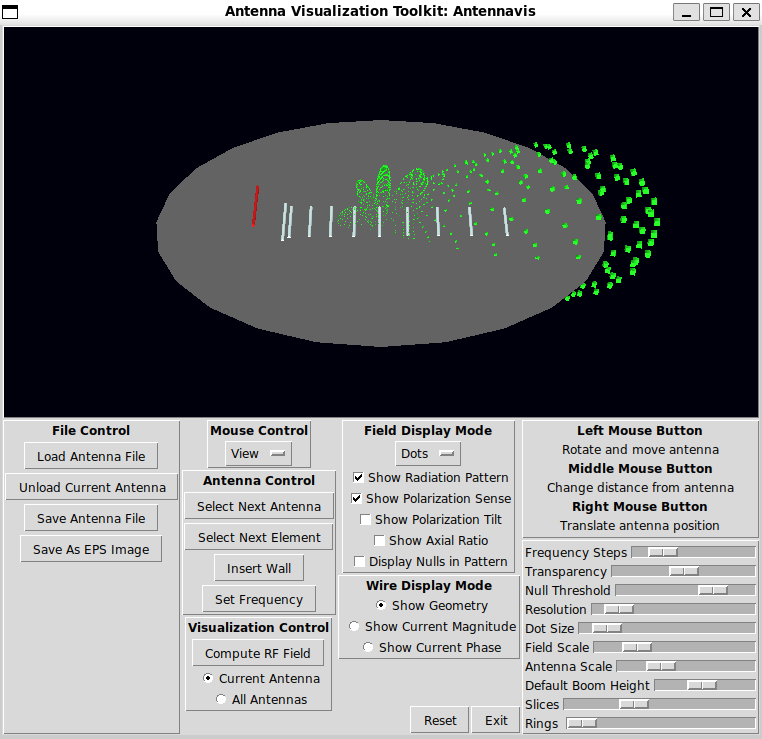 Antenna Visualization Toolkit: Antennavis
File Control
Load Antenna File
Unload Current Antenna
Save Antenna File
Save As EPS Image
Mouse Control
View
Antenna Control
Select Next Antenna
Select Next Element
Insert Wall
Set Frequency
Visualization Control
Compute RF Field
Current Antenna
All Antennas
Field Display Mode
Dots
Show Radiation Pattern
Show Polarization Sense
Show Polarization Tilt
Show Axial Ratio
Display Nulls in Pattern
Wire Display Mode
Show Geometry
Show Current Magnitude
Show Current Phase
Reset
Exit
Left Mouse Button
Rotate and move antenna
Middle Mouse Button
Change distance from antenna
Right Mouse Button
Translate antenna position
Frequency Steps
Transparency
Null Threshold
Resolution
Dot Size
Field Scale
Antenna Scale
Default Boom Height
Slices
Rings